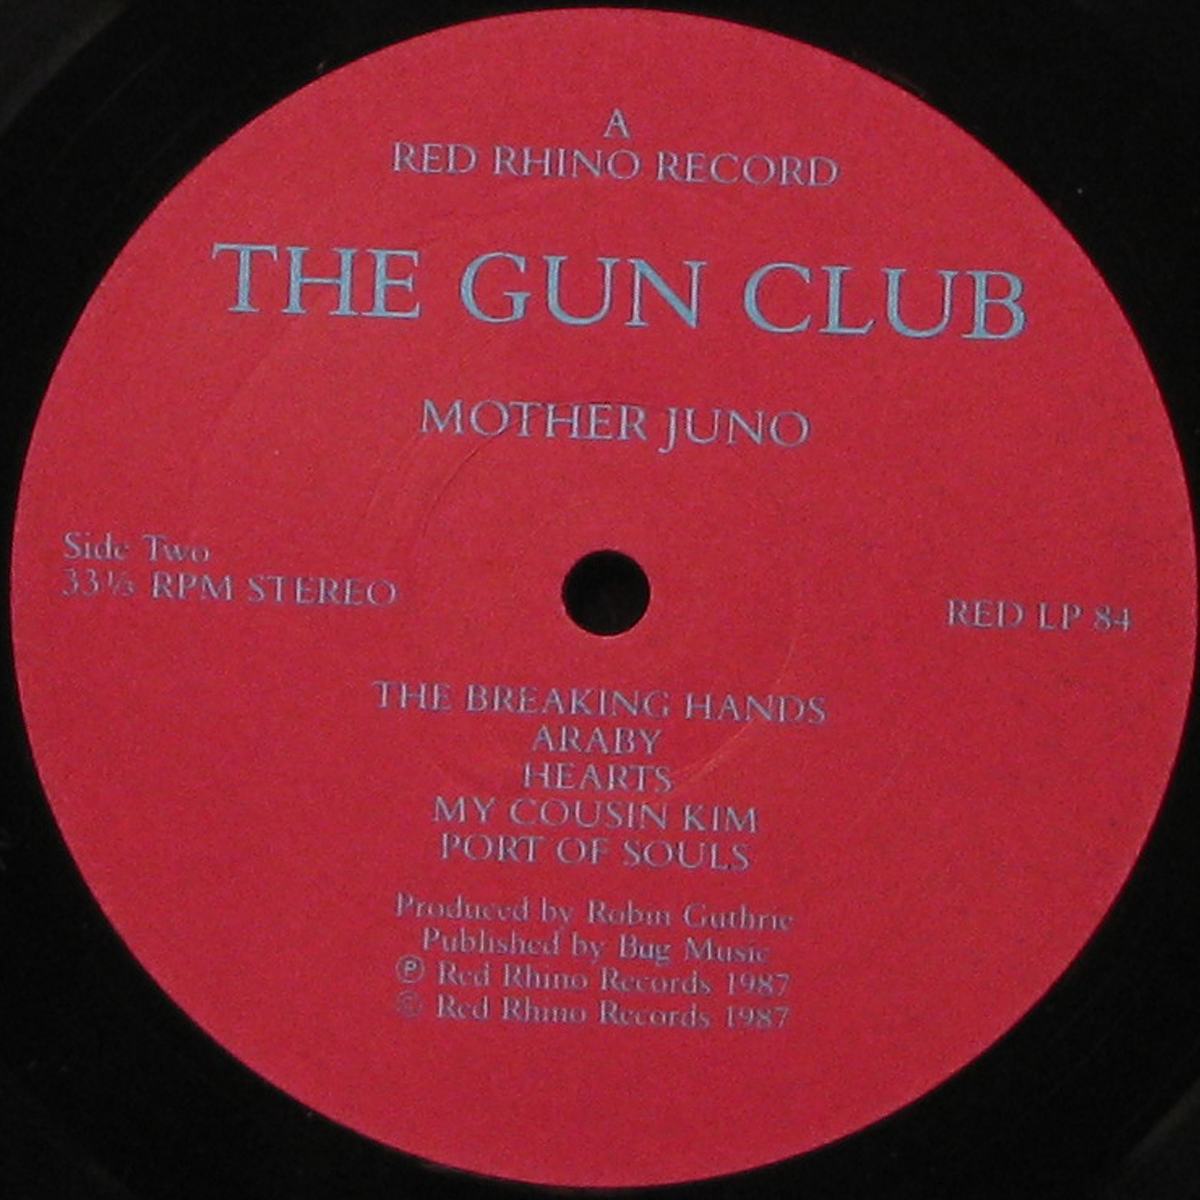 A
RED RHINO RECORD
THE GUN CLUB
MOTHER JUNO
Side Two
33⅓ RPM STEREO
RED LP 84
THE BREAKING HANDS
ARABY
HEARTS
MY COUSIN KIM
PORT OF SOULS
Produced by Robin Guthrie
Published by Bug Music
℗ Red Rhino Records 1987
© Red Rhino Records 1987